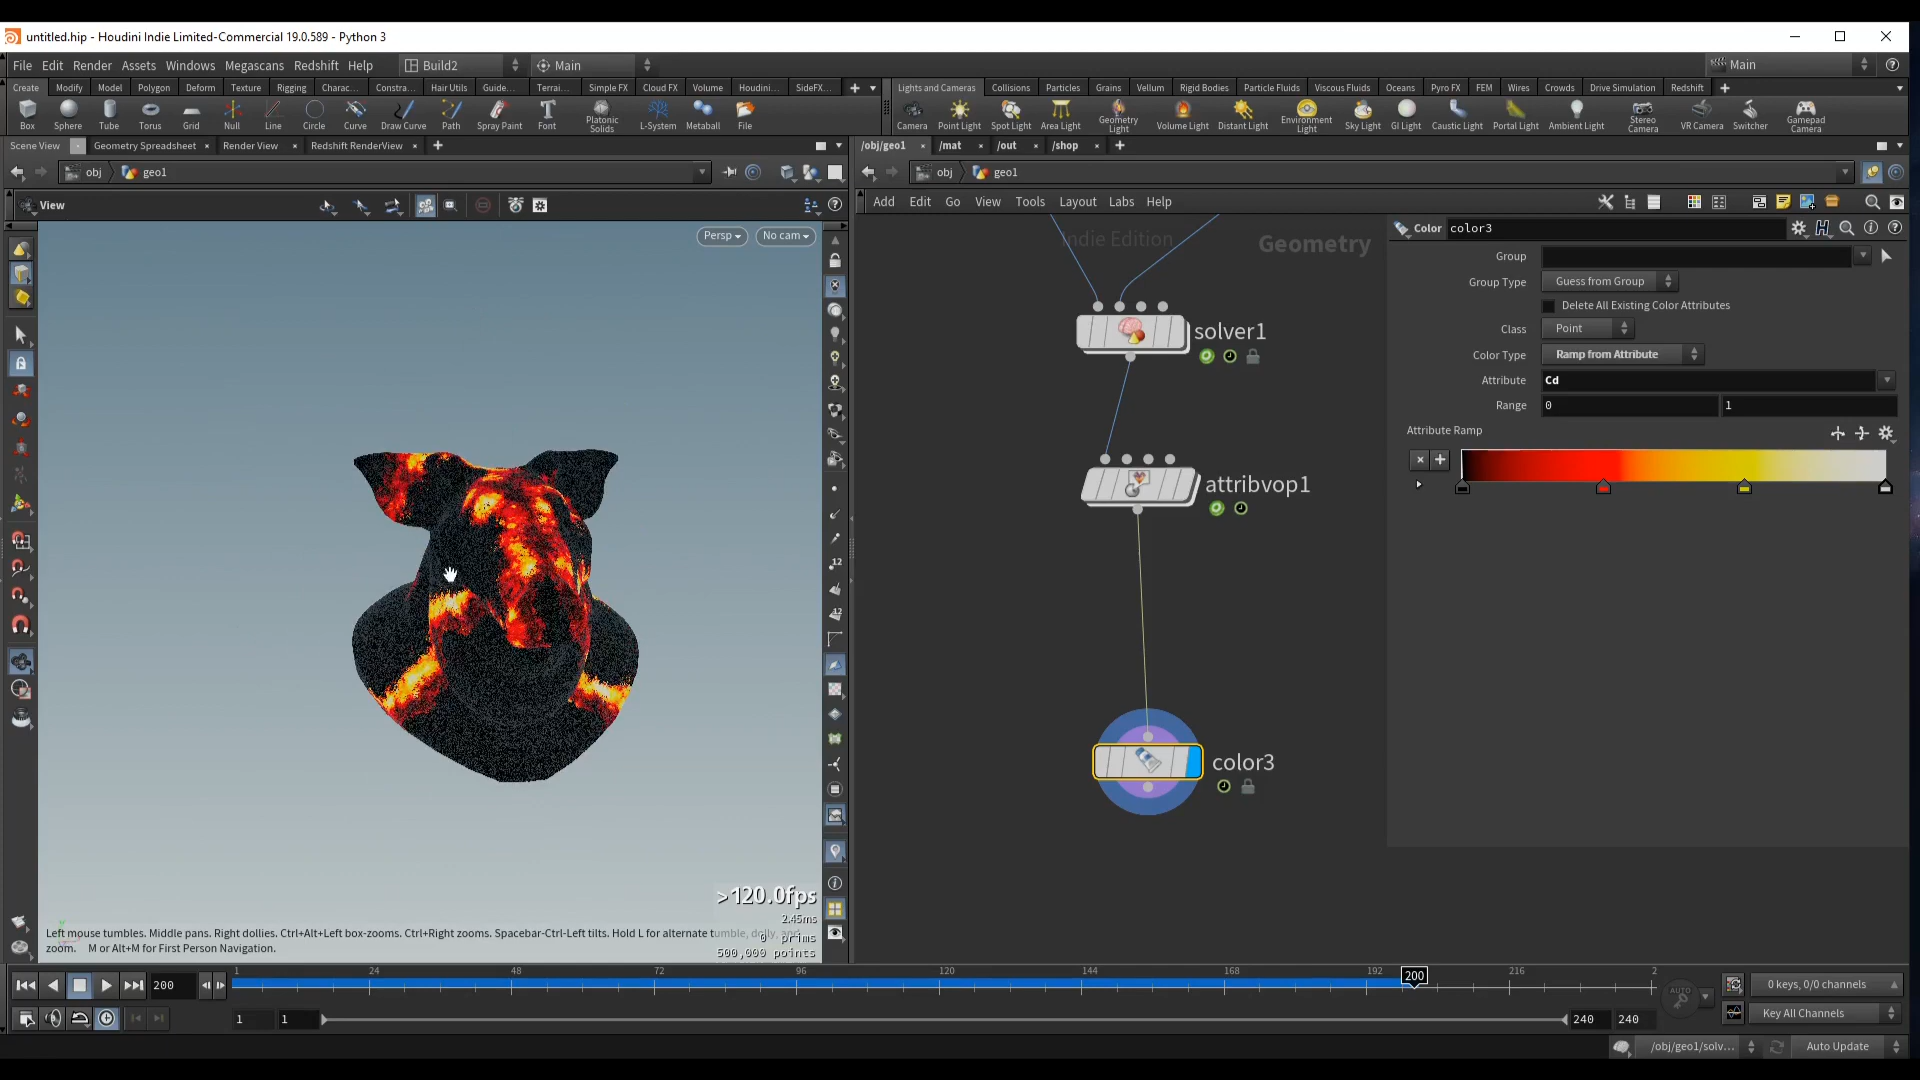 untitled.hip - Houdini Indie Limited-Commercial 19.0.589 - Python 3
File Edit Render Assets Windows Megascans Redshift Help Build2 Main Main
Create Modify Model Polygon Deform Texture Rigging Charac... Constra... Hair Utils Guide... Terrai... Simple FX Cloud FX Volume Houdini... SideFX...
Lights and Cameras Collisions Particles Grains Vellum Rigid Bodies Particle Fluids Viscous Fluids Oceans Pyro FX FEM Wires Crowds Drive Simulation Redshift
Box Sphere Tube Torus Grid Null Line Circle Curve Draw Curve Path Spray Paint Font Platonic Solids L-System Metaball File
Camera Point Light Spot Light Area Light Geometry Light Volume Light Distant Light Environment Light Sky Light GI Light Caustic Light Portal Light Ambient Light Stereo Camera VR Camera Switcher Gamepad Camera
Scene View Geometry Spreadsheet Render View Redshift RenderView
/obj/geo1 /mat /out /shop
obj geo1
obj geo1
View
Add Edit Go View Tools Layout Labs Help
Persp No cam
Indie Edition
Geometry
solver1
attribvop1
color3
Color color3
Group
Group Type Guess from Group
Delete All Existing Color Attributes
Class Point
Color Type Ramp from Attribute
Attribute Cd
Range 0 1
Attribute Ramp
>120.0fps
2.45ms
0 prims
500,000 points
Left mouse tumbles. Middle pans. Right dollies. Ctrl+Alt+Left box-zooms. Ctrl+Right zooms. Spacebar-Ctrl-Left tilts. Hold L for alternate tumble, dolly, and
zoom. M or Alt+M for First Person Navigation.
1 24 48 72 96 120 144 168 192 216 2
200
200
1 1 240 240
AUTO
0 keys, 0/0 channels
Key All Channels
/obj/geo1/solv... Auto Update